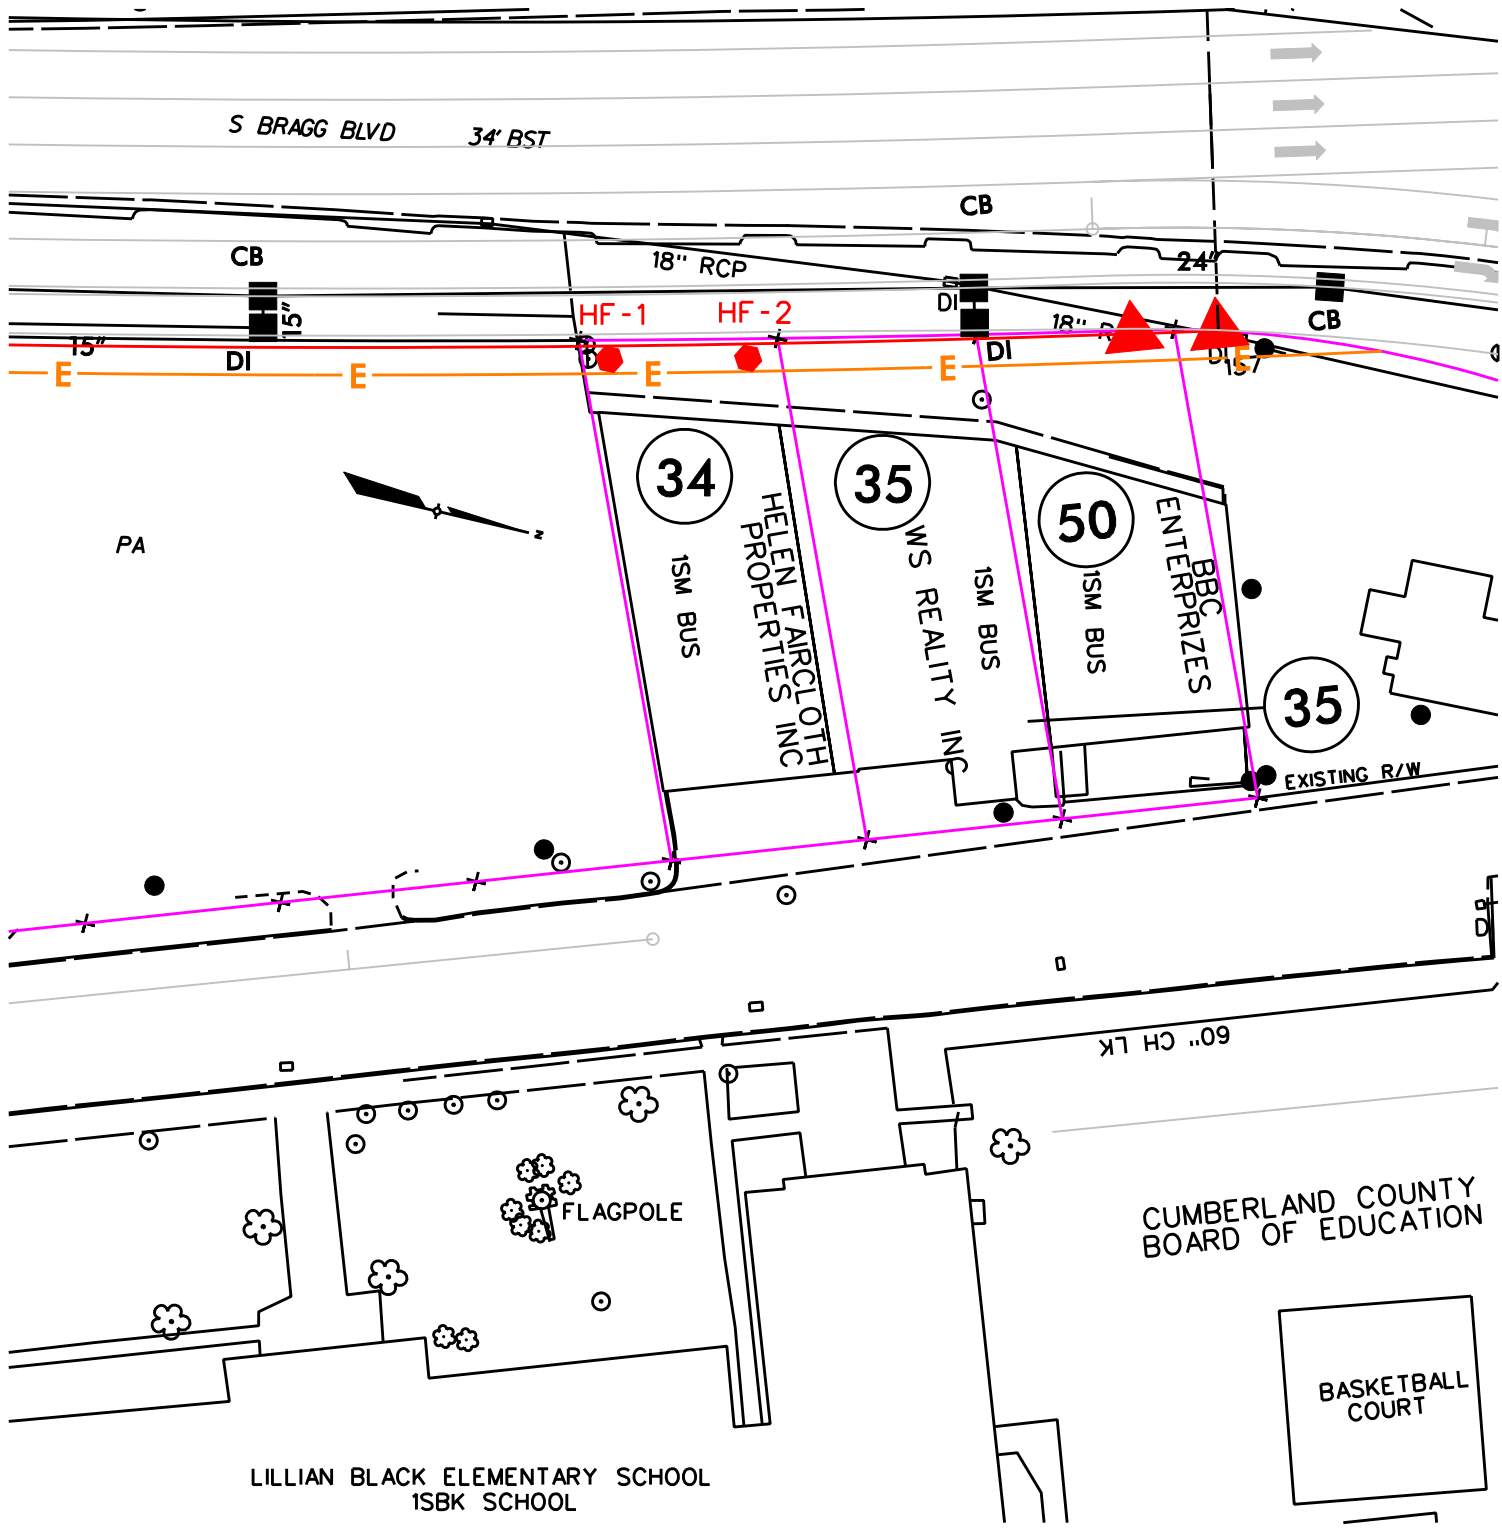 S BRAGG BLVD 34' BST
CB
CB
18" RCP
24"
15"
DI
HF-1
HF-2
18"
CB
15"
DI
DI
DI
E
E
E
E
E
34
35
50
HELEN FAIRCLOTH
PROPERTIES INC
1SM BUS
WS REALITY INC
1SM BUS
1SM BUS
BBC
ENTERPRIZES
PA
N
35
EXISTING R/W
D
60" CH LK
FLAGPOLE
CUMBERLAND COUNTY
BOARD OF EDUCATION
BASKETBALL
COURT
LILLIAN BLACK ELEMENTARY SCHOOL
1SBK SCHOOL